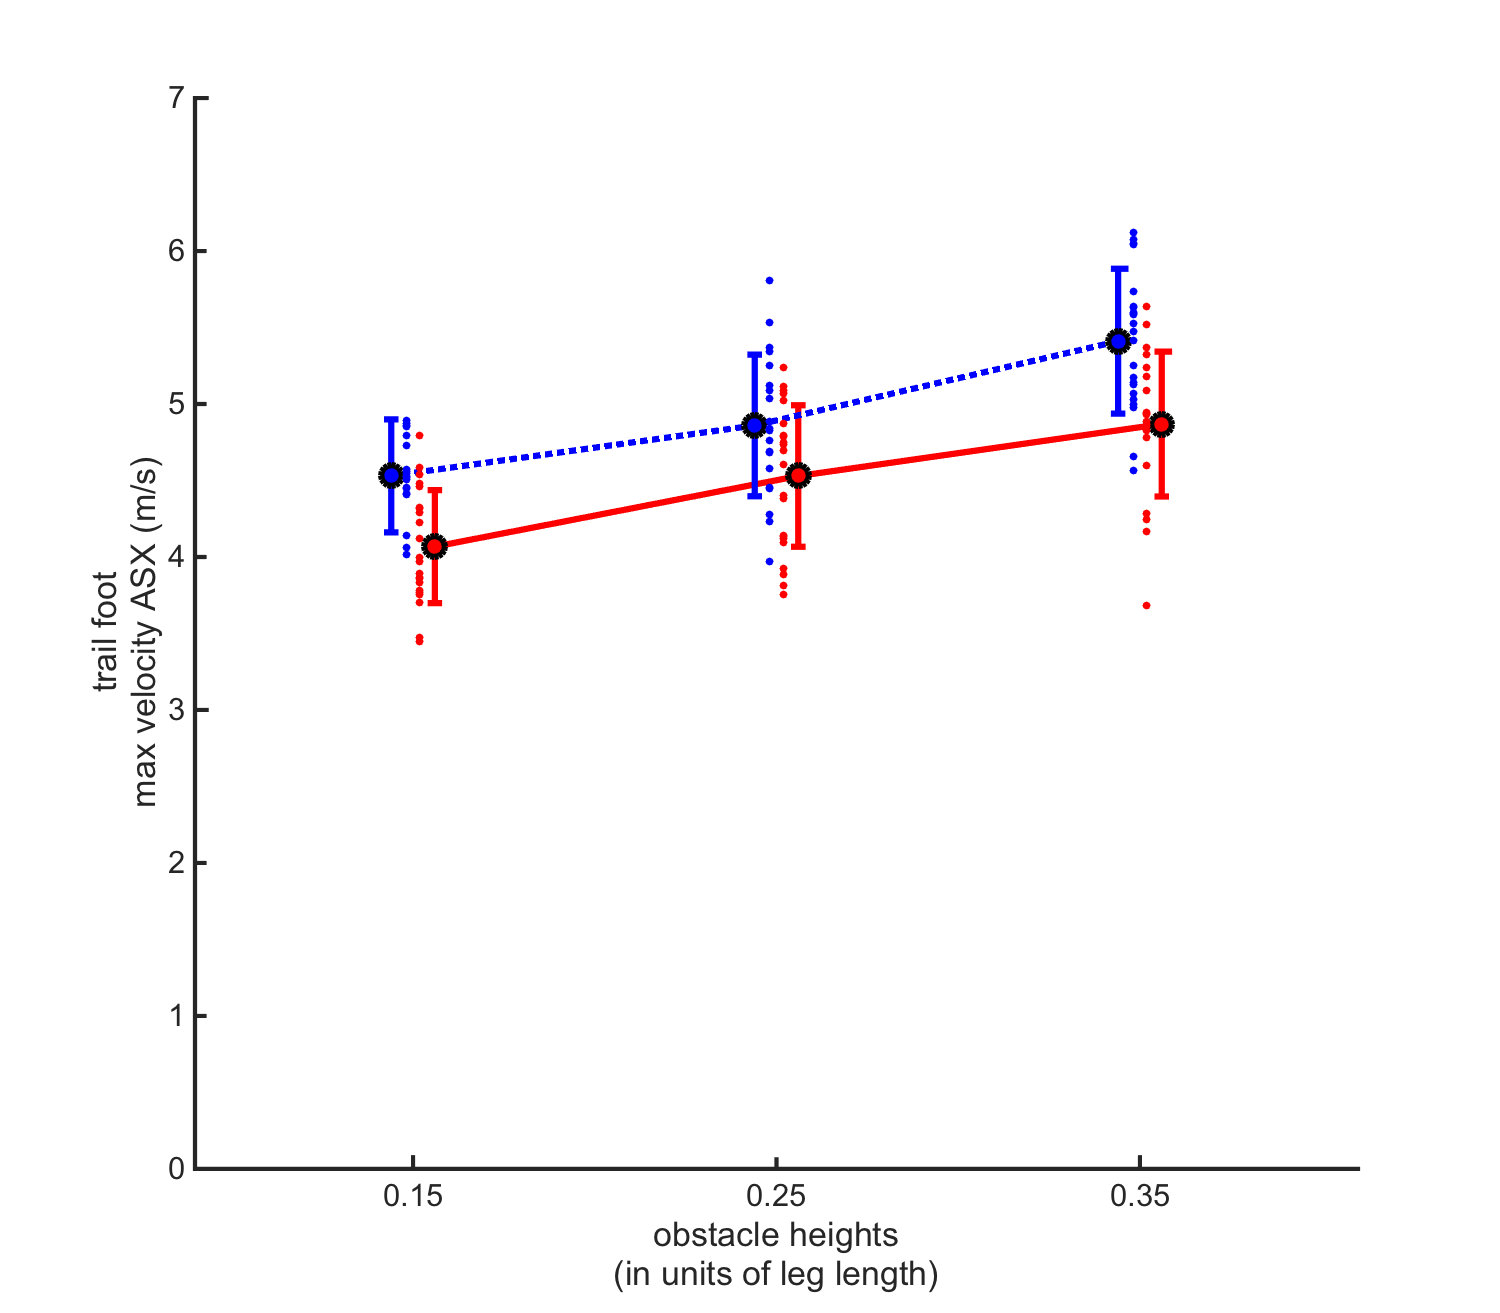 7
6
5
4
3
2
1
0
trail foot
max velocity ASX (m/s)
0.15 0.25 0.35
obstacle heights
(in units of leg length)